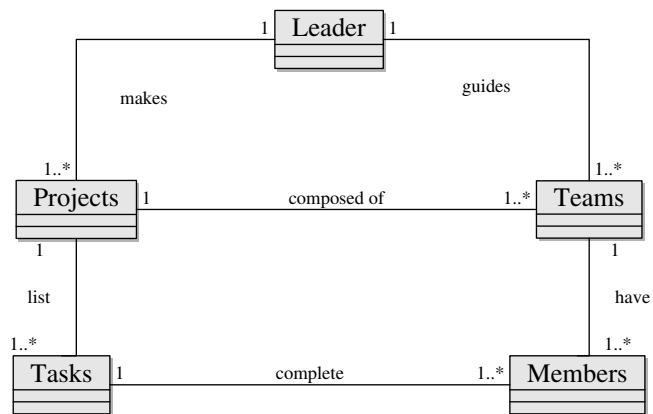 1 Leader 1
makes
guides
1..* 1..*
Projects 1 composed of 1..* Teams
1 1
list have
1..* 1..*
Tasks 1 complete 1..* Members